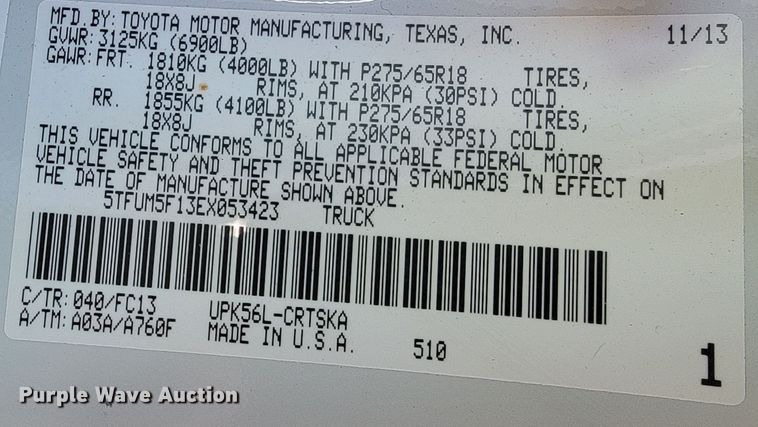 MFD.BY: TOYOTA MOTOR MANUFACTURING, TEXAS, INC. 11/13
GVWR: 3125KG (6900LB)
GAWR: FRT. 1810KG (4000LB) WITH P275/65R18 TIRES,
18X8J RIMS, AT 210KPA (30PSI) COLD.
RR. 1855KG (4100LB) WITH P275/65R18 TIRES,
18X8J RIMS, AT 230KPA (33PSI) COLD.
THIS VEHICLE CONFORMS TO ALL APPLICABLE FEDERAL MOTOR
VEHICLE SAFETY AND THEFT PREVENTION STANDARDS IN EFFECT ON
THE DATE OF MANUFACTURE SHOWN ABOVE.
5TFUM5F13EX053423 TRUCK
C/TR: 040/FC13 UPK56L-CRTSKA
A/TM: A03A/A760F MADE IN U.S.A. 510
1
Purple Wave Auction